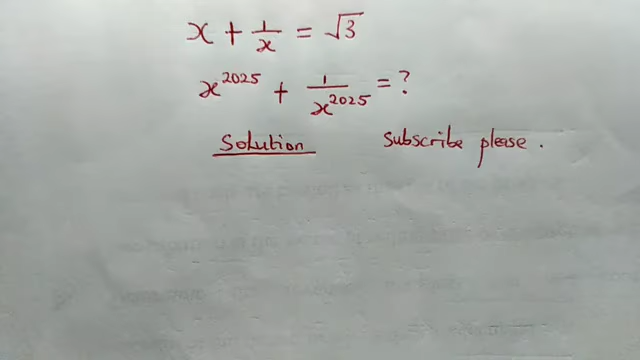 x + 1/x = √3
x^2025 + 1/x^2025 = ?
Solution Subscribe please.